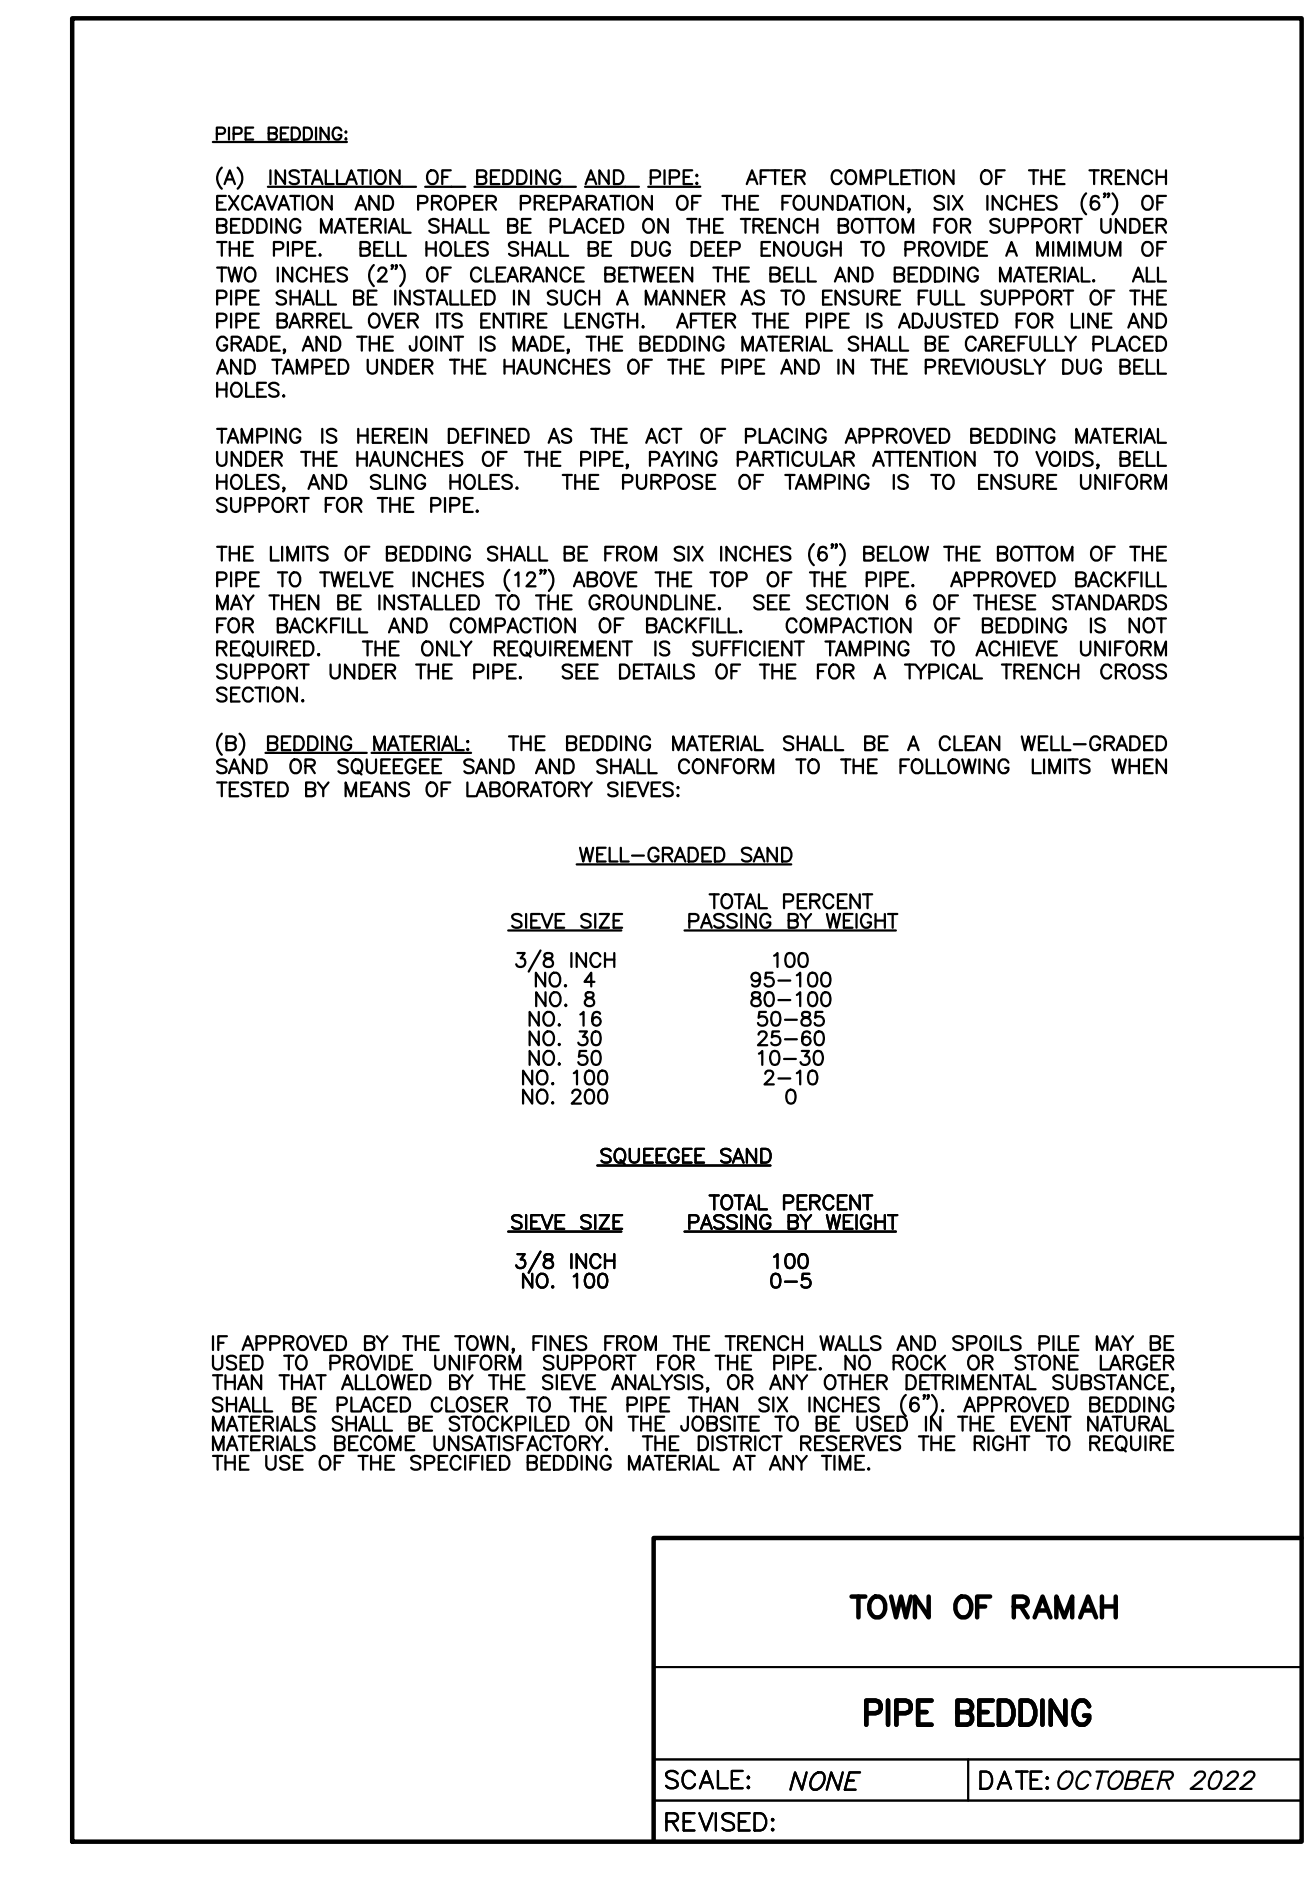 PIPE BEDDING:
(A) INSTALLATION OF BEDDING AND PIPE: AFTER COMPLETION OF THE TRENCH
EXCAVATION AND PROPER PREPARATION OF THE FOUNDATION, SIX INCHES (6") OF
BEDDING MATERIAL SHALL BE PLACED ON THE TRENCH BOTTOM FOR SUPPORT UNDER
THE PIPE. BELL HOLES SHALL BE DUG DEEP ENOUGH TO PROVIDE A MIMIMUM OF
TWO INCHES (2") OF CLEARANCE BETWEEN THE BELL AND BEDDING MATERIAL. ALL
PIPE SHALL BE INSTALLED IN SUCH A MANNER AS TO ENSURE FULL SUPPORT OF THE
PIPE BARREL OVER ITS ENTIRE LENGTH. AFTER THE PIPE IS ADJUSTED FOR LINE AND
GRADE, AND THE JOINT IS MADE, THE BEDDING MATERIAL SHALL BE CAREFULLY PLACED
AND TAMPED UNDER THE HAUNCHES OF THE PIPE AND IN THE PREVIOUSLY DUG BELL
HOLES.
TAMPING IS HEREIN DEFINED AS THE ACT OF PLACING APPROVED BEDDING MATERIAL
UNDER THE HAUNCHES OF THE PIPE, PAYING PARTICULAR ATTENTION TO VOIDS, BELL
HOLES, AND SLING HOLES. THE PURPOSE OF TAMPING IS TO ENSURE UNIFORM
SUPPORT FOR THE PIPE.
THE LIMITS OF BEDDING SHALL BE FROM SIX INCHES (6") BELOW THE BOTTOM OF THE
PIPE TO TWELVE INCHES (12") ABOVE THE TOP OF THE PIPE. APPROVED BACKFILL
MAY THEN BE INSTALLED TO THE GROUNDLINE. SEE SECTION 6 OF THESE STANDARDS
FOR BACKFILL AND COMPACTION OF BACKFILL. COMPACTION OF BEDDING IS NOT
REQUIRED. THE ONLY REQUIREMENT IS SUFFICIENT TAMPING TO ACHIEVE UNIFORM
SUPPORT UNDER THE PIPE. SEE DETAILS OF THE FOR A TYPICAL TRENCH CROSS
SECTION.
(B) BEDDING MATERIAL: THE BEDDING MATERIAL SHALL BE A CLEAN WELL-GRADED
SAND OR SQUEEGEE SAND AND SHALL CONFORM TO THE FOLLOWING LIMITS WHEN
TESTED BY MEANS OF LABORATORY SIEVES:
WELL-GRADED SAND
TOTAL PERCENT
SIEVE SIZE PASSING BY WEIGHT
3/8 INCH 100
NO. 4 95-100
NO. 8 80-100
NO. 16 50-85
NO. 30 25-60
NO. 50 10-30
NO. 100 2-10
NO. 200 0
SQUEEGEE SAND
TOTAL PERCENT
SIEVE SIZE PASSING BY WEIGHT
3/8 INCH 100
NO. 100 0-5
IF APPROVED BY THE TOWN, FINES FROM THE TRENCH WALLS AND SPOILS PILE MAY BE
USED TO PROVIDE UNIFORM SUPPORT FOR THE PIPE. NO ROCK OR STONE LARGER
THAN THAT ALLOWED BY THE SIEVE ANALYSIS, OR ANY OTHER DETRIMENTAL SUBSTANCE,
SHALL BE PLACED CLOSER TO THE PIPE THAN SIX INCHES (6"). APPROVED BEDDING
MATERIALS SHALL BE STOCKPILED ON THE JOBSITE TO BE USED IN THE EVENT NATURAL
MATERIALS BECOME UNSATISFACTORY. THE DISTRICT RESERVES THE RIGHT TO REQUIRE
THE USE OF THE SPECIFIED BEDDING MATERIAL AT ANY TIME.
TOWN OF RAMAH
PIPE BEDDING
SCALE: NONE DATE: OCTOBER 2022
REVISED: